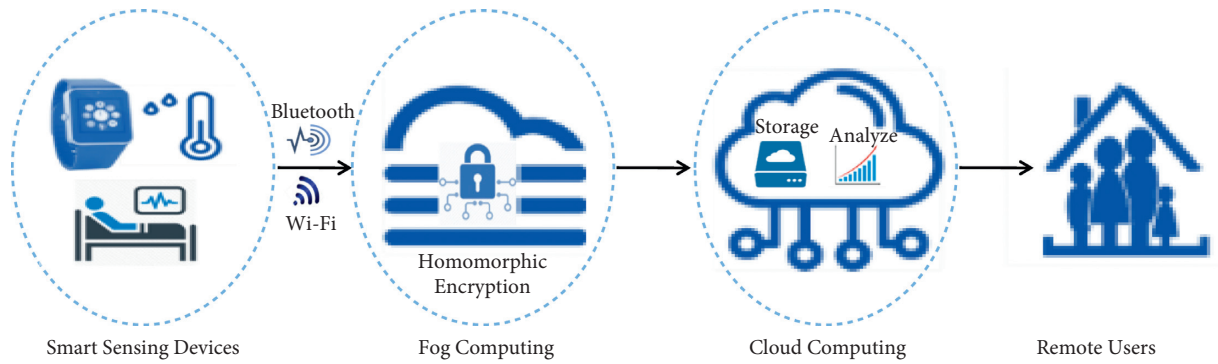 Bluetooth
Wi-Fi
Homomorphic
Encryption
Storage
Analyze
Smart Sensing Devices
Fog Computing
Cloud Computing
Remote Users